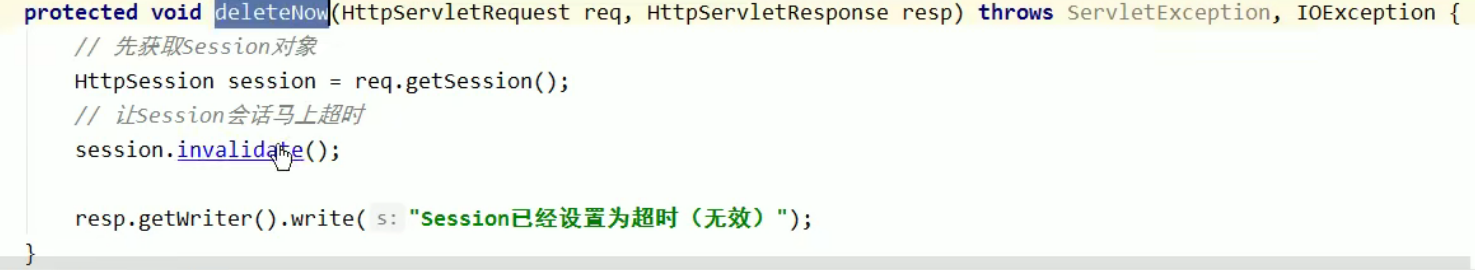 protected void deleteNow(HttpServletRequest req, HttpServletResponse resp) throws ServletException, IOException {
// 先获取Session对象
HttpSession session = req.getSession();
// 让Session会话马上超时
session.invalidate();
resp.getWriter().write( s: "Session已经设置为超时（无效）");
}